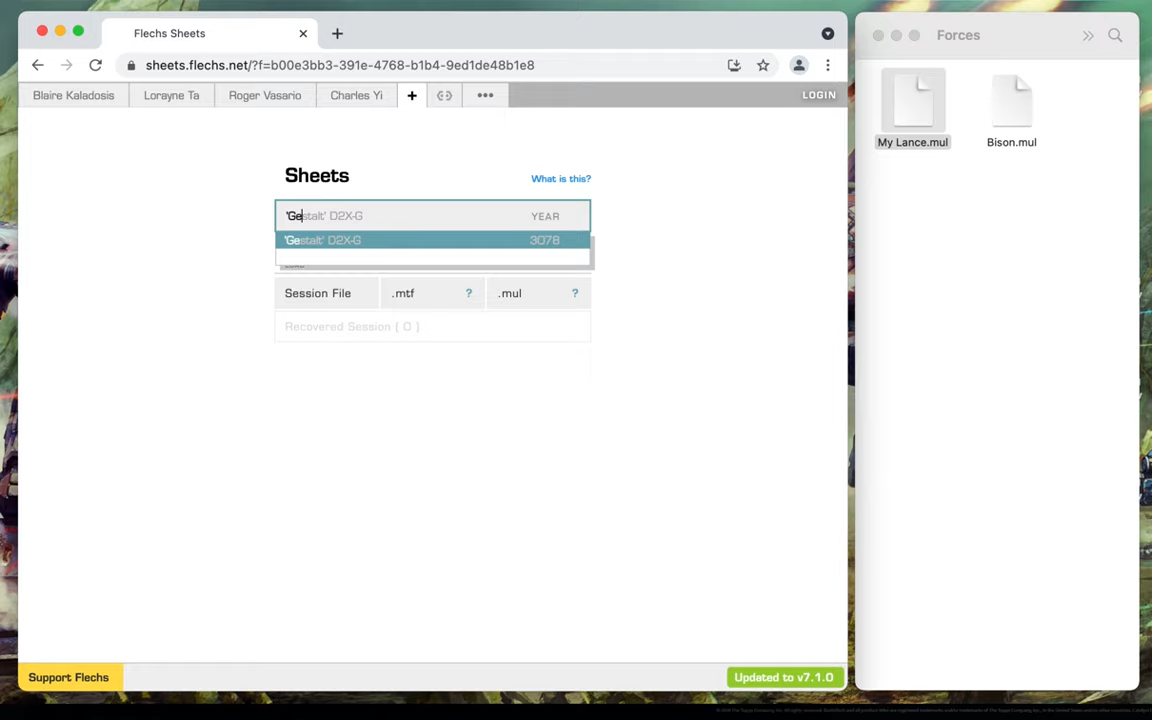 Flechs Sheets
sheets.flechs.net/?f=b00e3bb3-391e-4768-b1b4-9ed1de48b1e8
Blaire Kaladosis
Lorayne Ta
Roger Vasario
Charles Yi
LOGIN
Sheets
What is this?
'Gestalt' D2X-G
YEAR
'Gestalt' D2X-G
3078
Session File
.mtf
?
.mul
?
Recovered Session [ 0 ]
Support Flechs
Updated to v7.1.0
Forces
My Lance.mul
Bison.mul